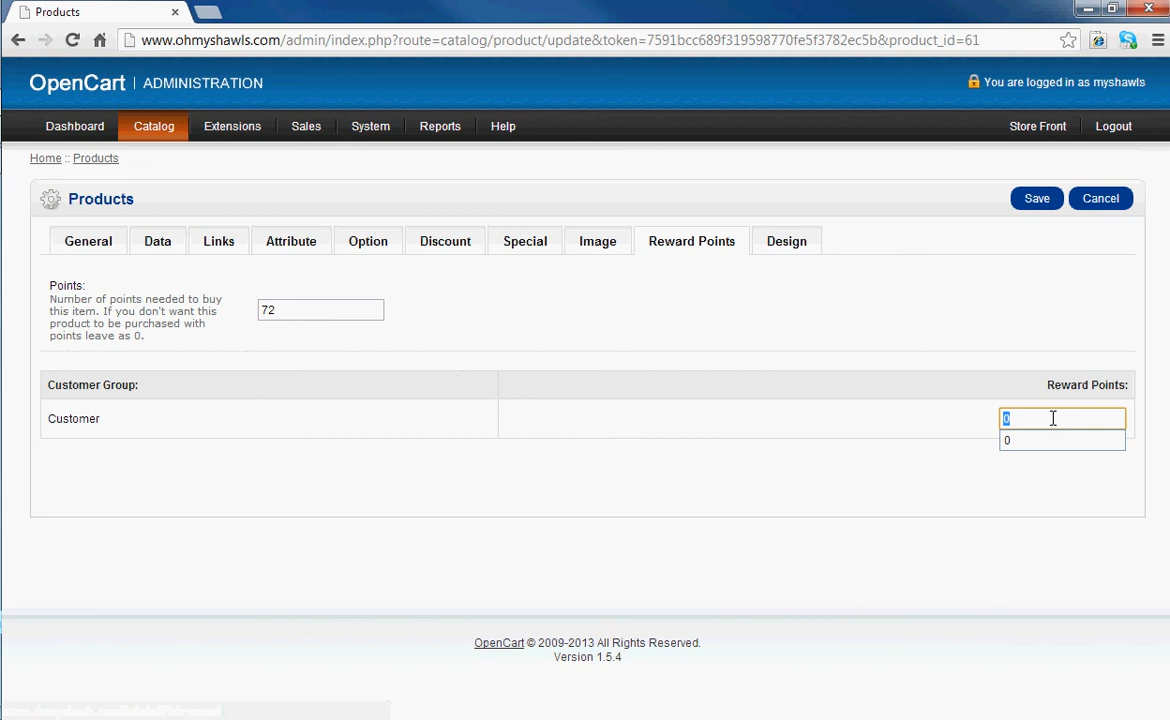 Products
www.ohmyshawls.com/admin/index.php?route=catalog/product/update&token=7591bcc689f319598770fe5f3782ec5b&product_id=61
OpenCart | ADMINISTRATION
You are logged in as myshawls
Dashboard Catalog Extensions Sales System Reports Help Store Front Logout
Home :: Products
Products Save Cancel
General Data Links Attribute Option Discount Special Image Reward Points Design
Points:
Number of points needed to buy
this item. If you don't want this
product to be purchased with
points leave as 0.
72
Customer Group: Reward Points:
Customer 0
0
OpenCart © 2009-2013 All Rights Reserved.
Version 1.5.4